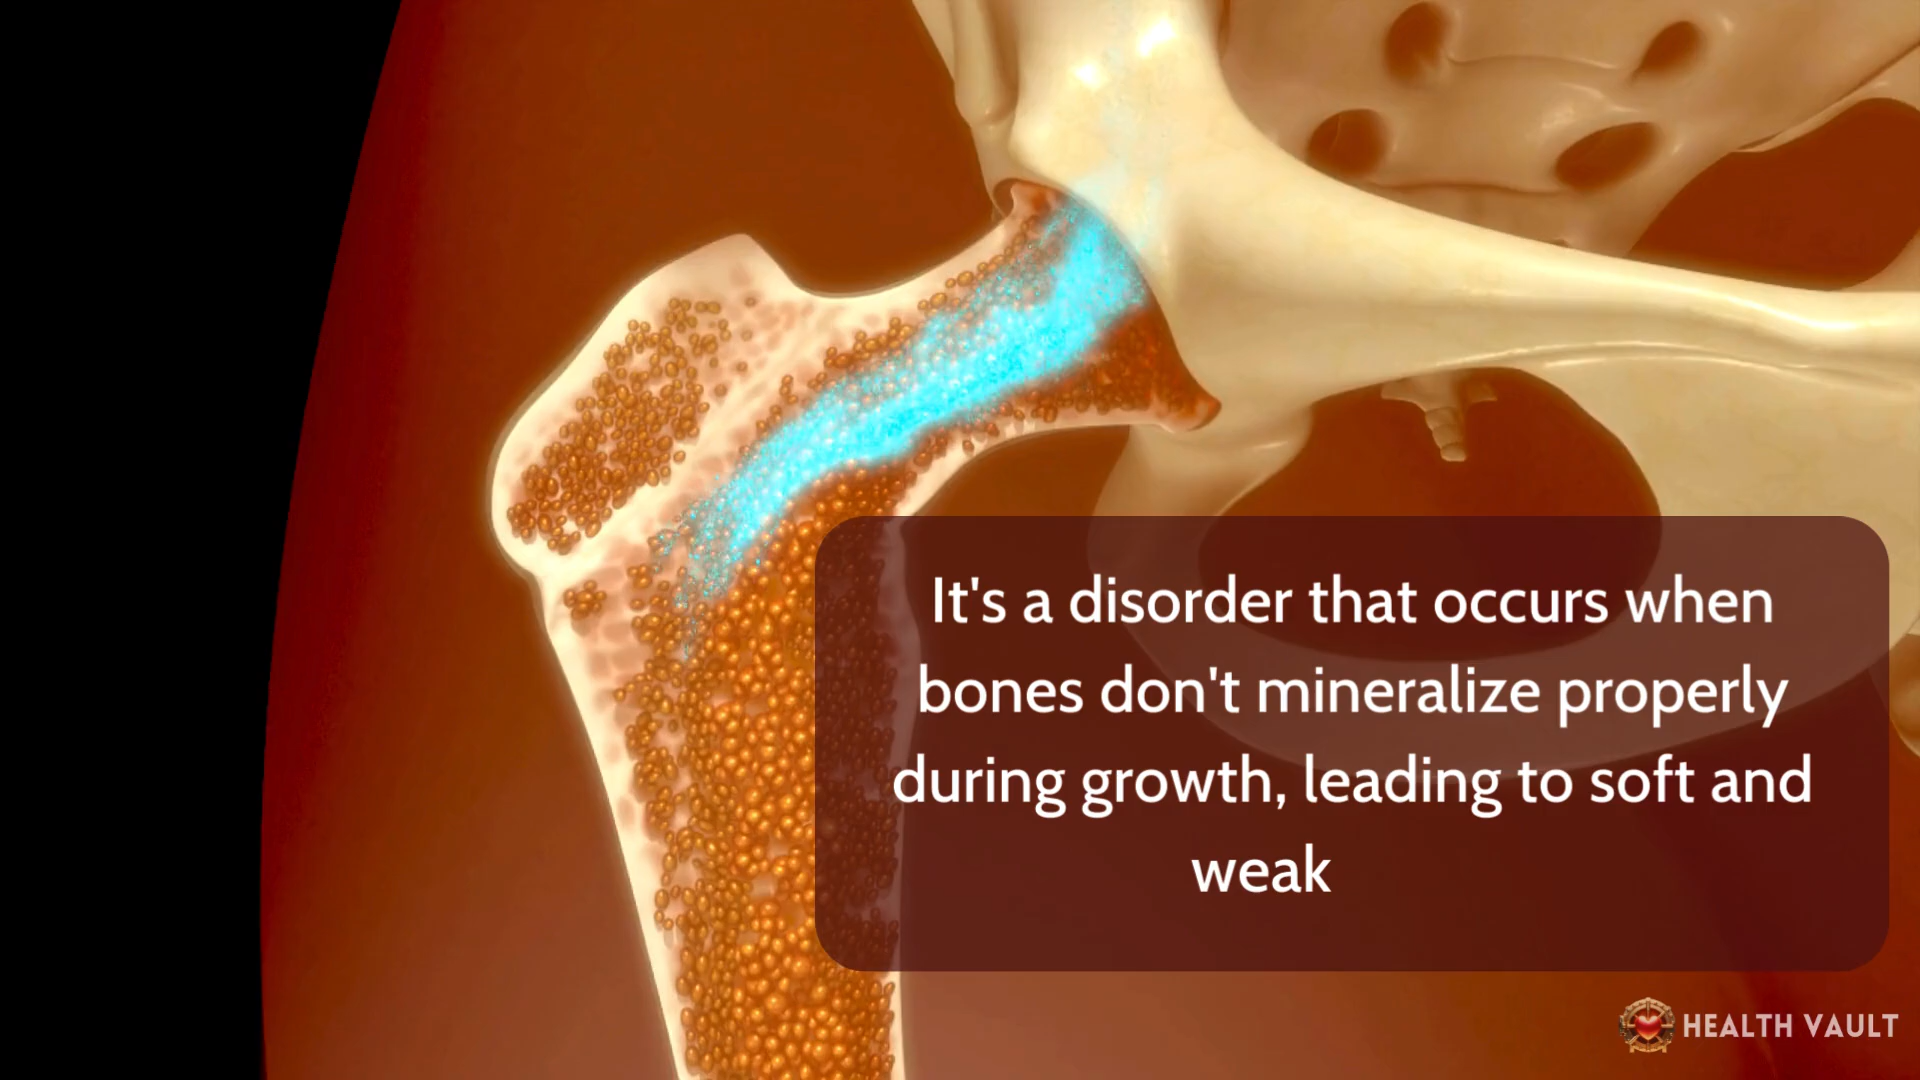 It's a disorder that occurs when
bones don't mineralize properly
during growth, leading to soft and
weak
HEALTH VAULT